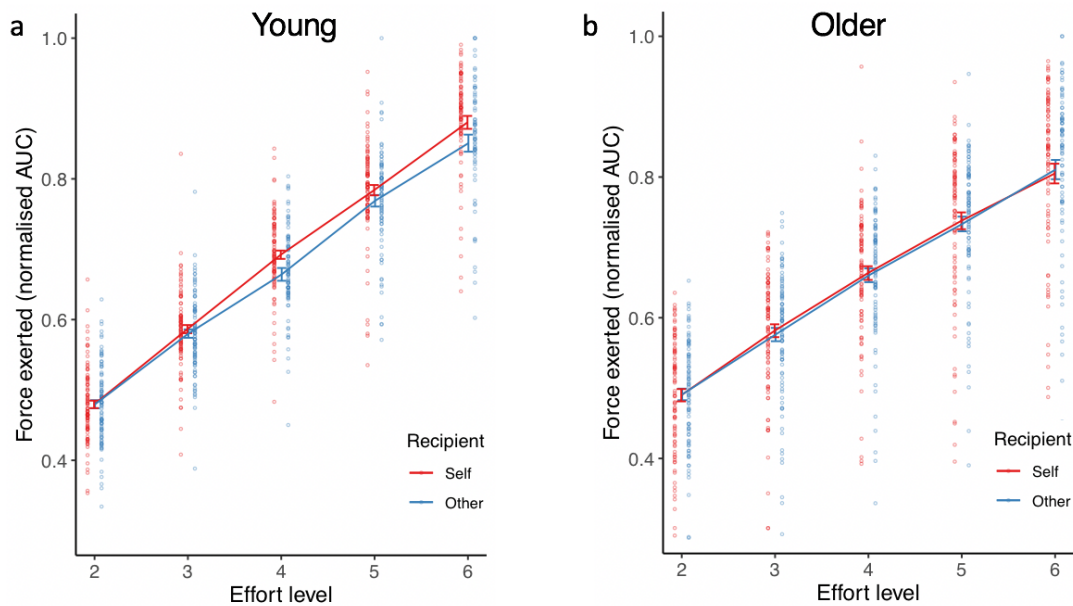 a
Young
Force exerted (normalised AUC)
1.0
0.8
0.6
0.4
Recipient
Self
Other
2 3 4 5 6
Effort level
b
Older
Force exerted (normalised AUC)
1.0
0.8
0.6
0.4
Recipient
Self
Other
2 3 4 5 6
Effort level